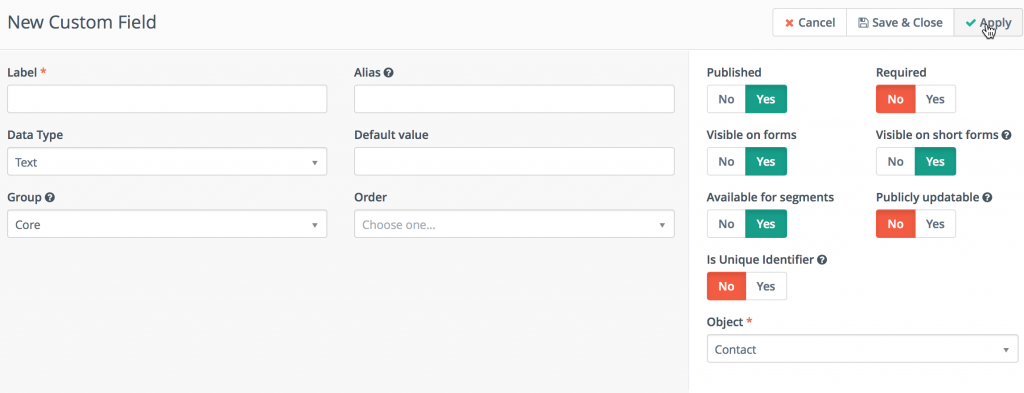 New Custom Field
Cancel Save & Close Apply
Label * Alias
Data Type Default value
Text
Group Order
Core Choose one...
Published Required
No Yes No Yes
Visible on forms Visible on short forms
No Yes No Yes
Available for segments Publicly updatable
No Yes No Yes
Is Unique Identifier
No Yes
Object *
Contact